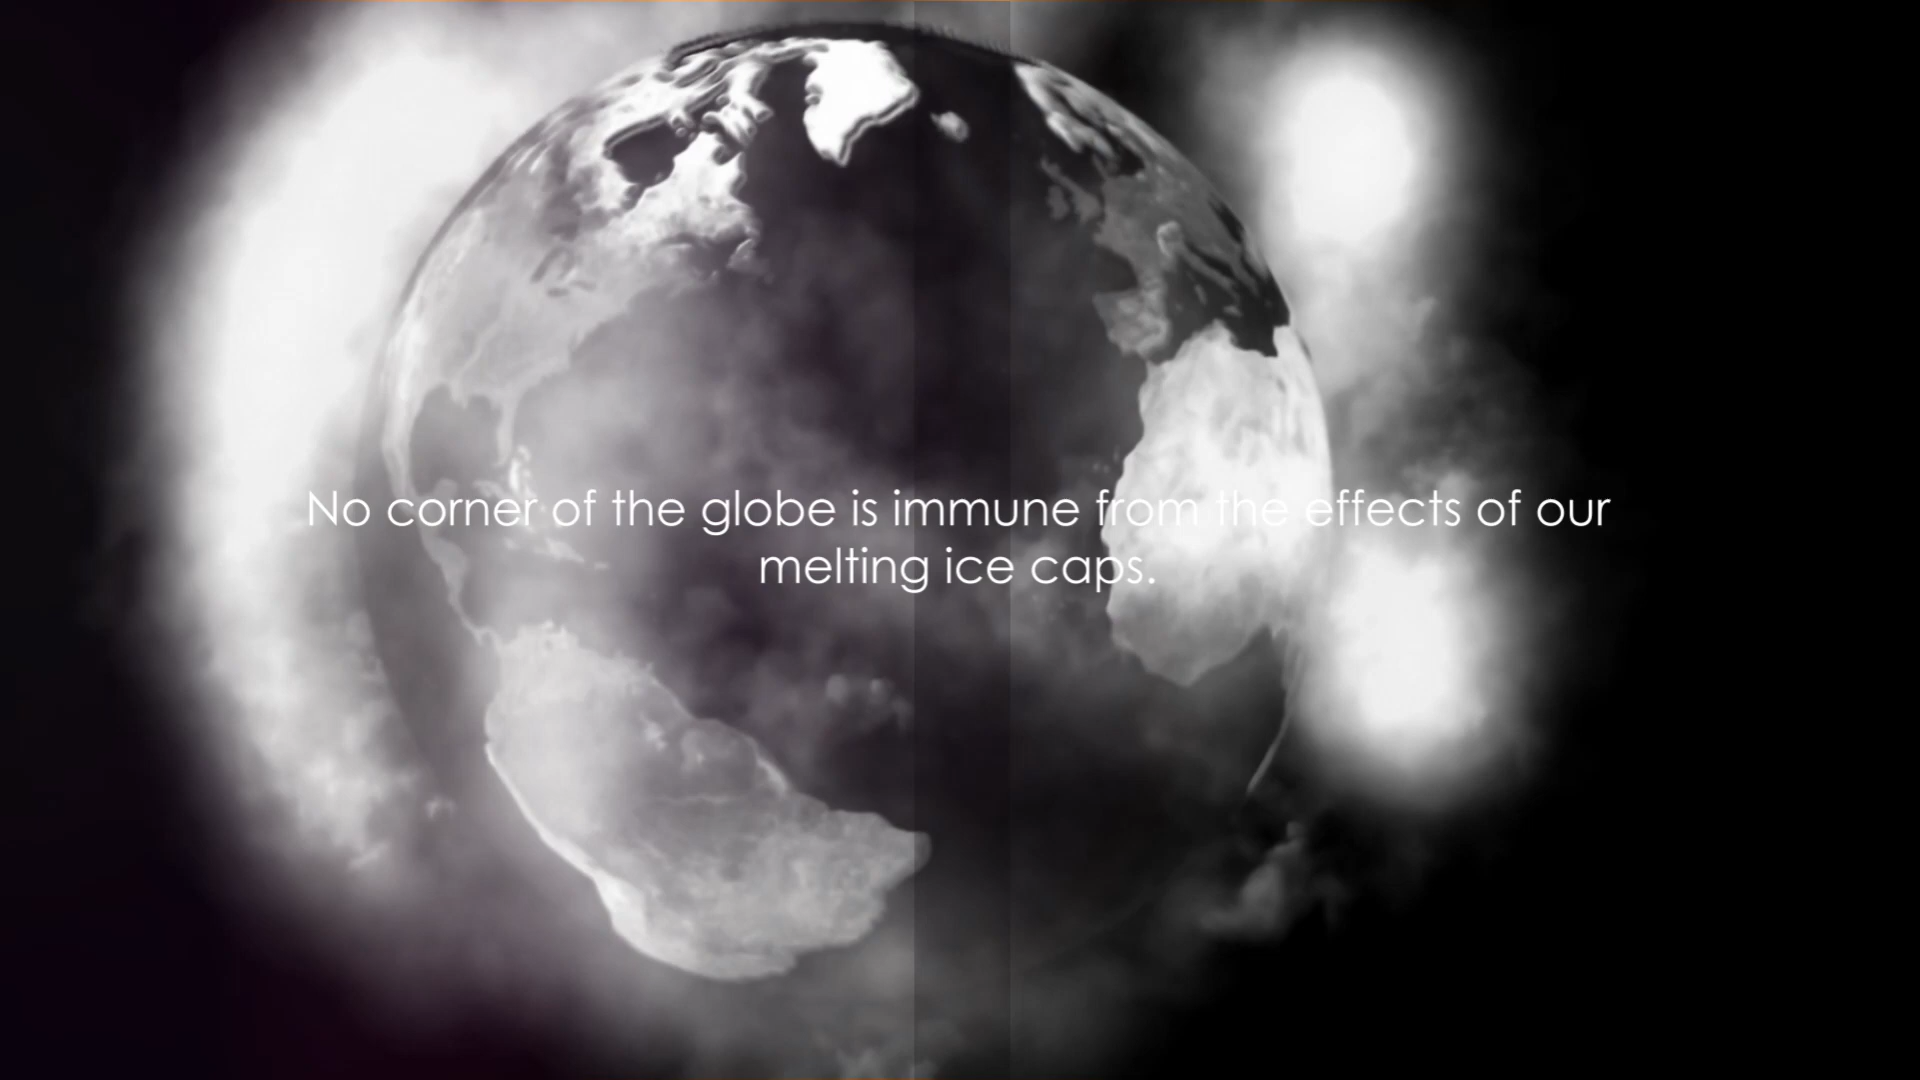 No corner of the globe is immune from the effects of our
melting ice caps.